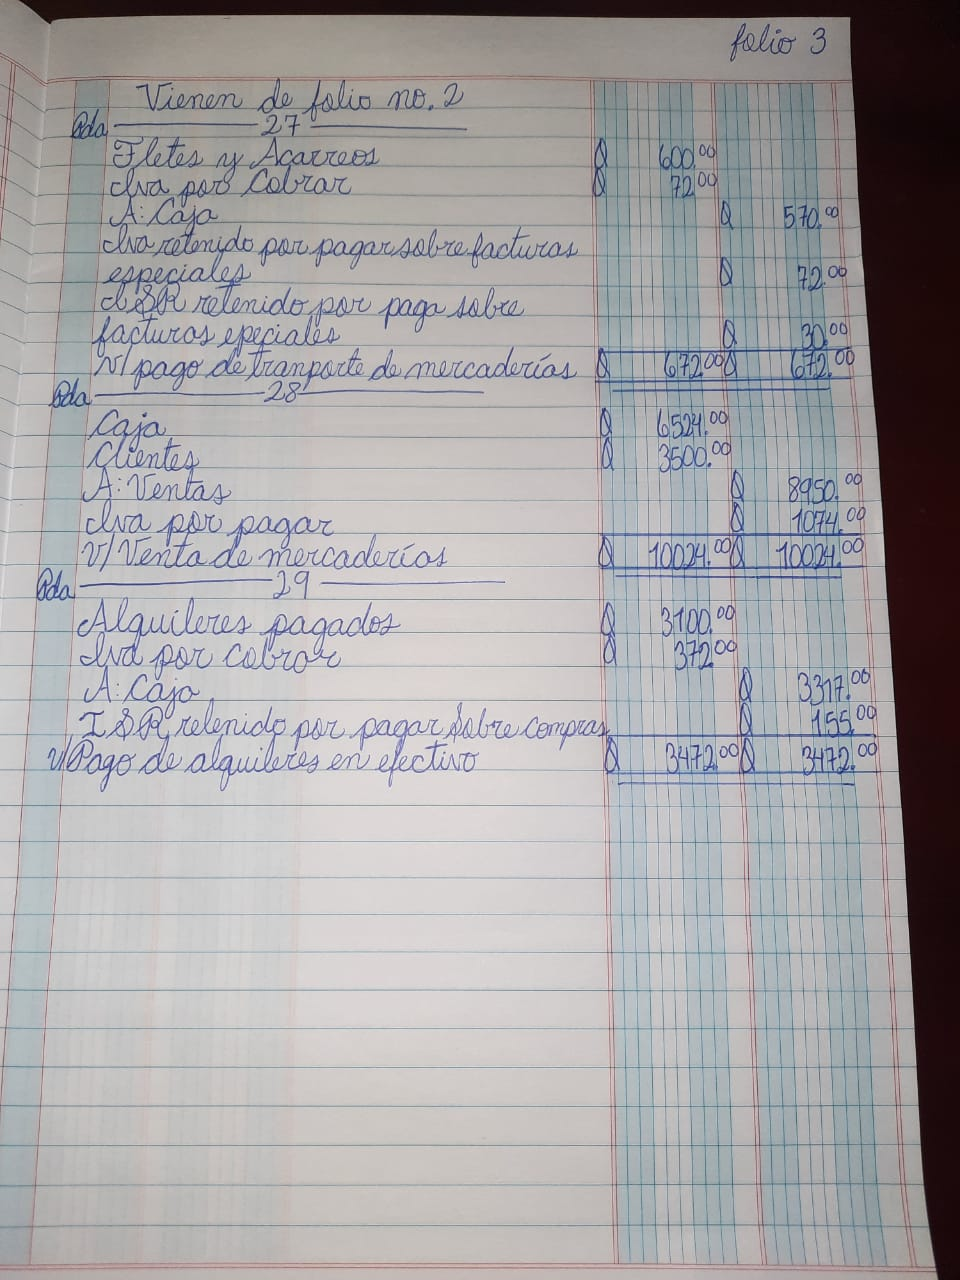 folio 3
Vienen de folio no. 2
Pda 27
Fletes y Acarreos Q 600.00
Iva por Cobrar Q 72.00
A: Caja Q 570.00
Iva retenido por pagar sobre facturas
especiales Q 72.00
ISR retenido por paga sobre
facturas epeciales Q 30.00
V/ pago de tranporte de mercaderías Q 672.00 Q 672.00
Pda 28
Caja Q 6524.00
Clientes Q 3500.00
A: Ventas Q 8950.00
Iva por pagar Q 1074.00
V/ Venta de mercaderías Q 10024.00 Q 10024.00
Pda 29
Alquileres pagados Q 3100.00
Iva por Cobrar Q 372.00
A: Caja Q 3317.00
ISR retenido por pagar Sobre compras Q 155.00
V/ Pago de alquileres en efectivo Q 3472.00 Q 3472.00